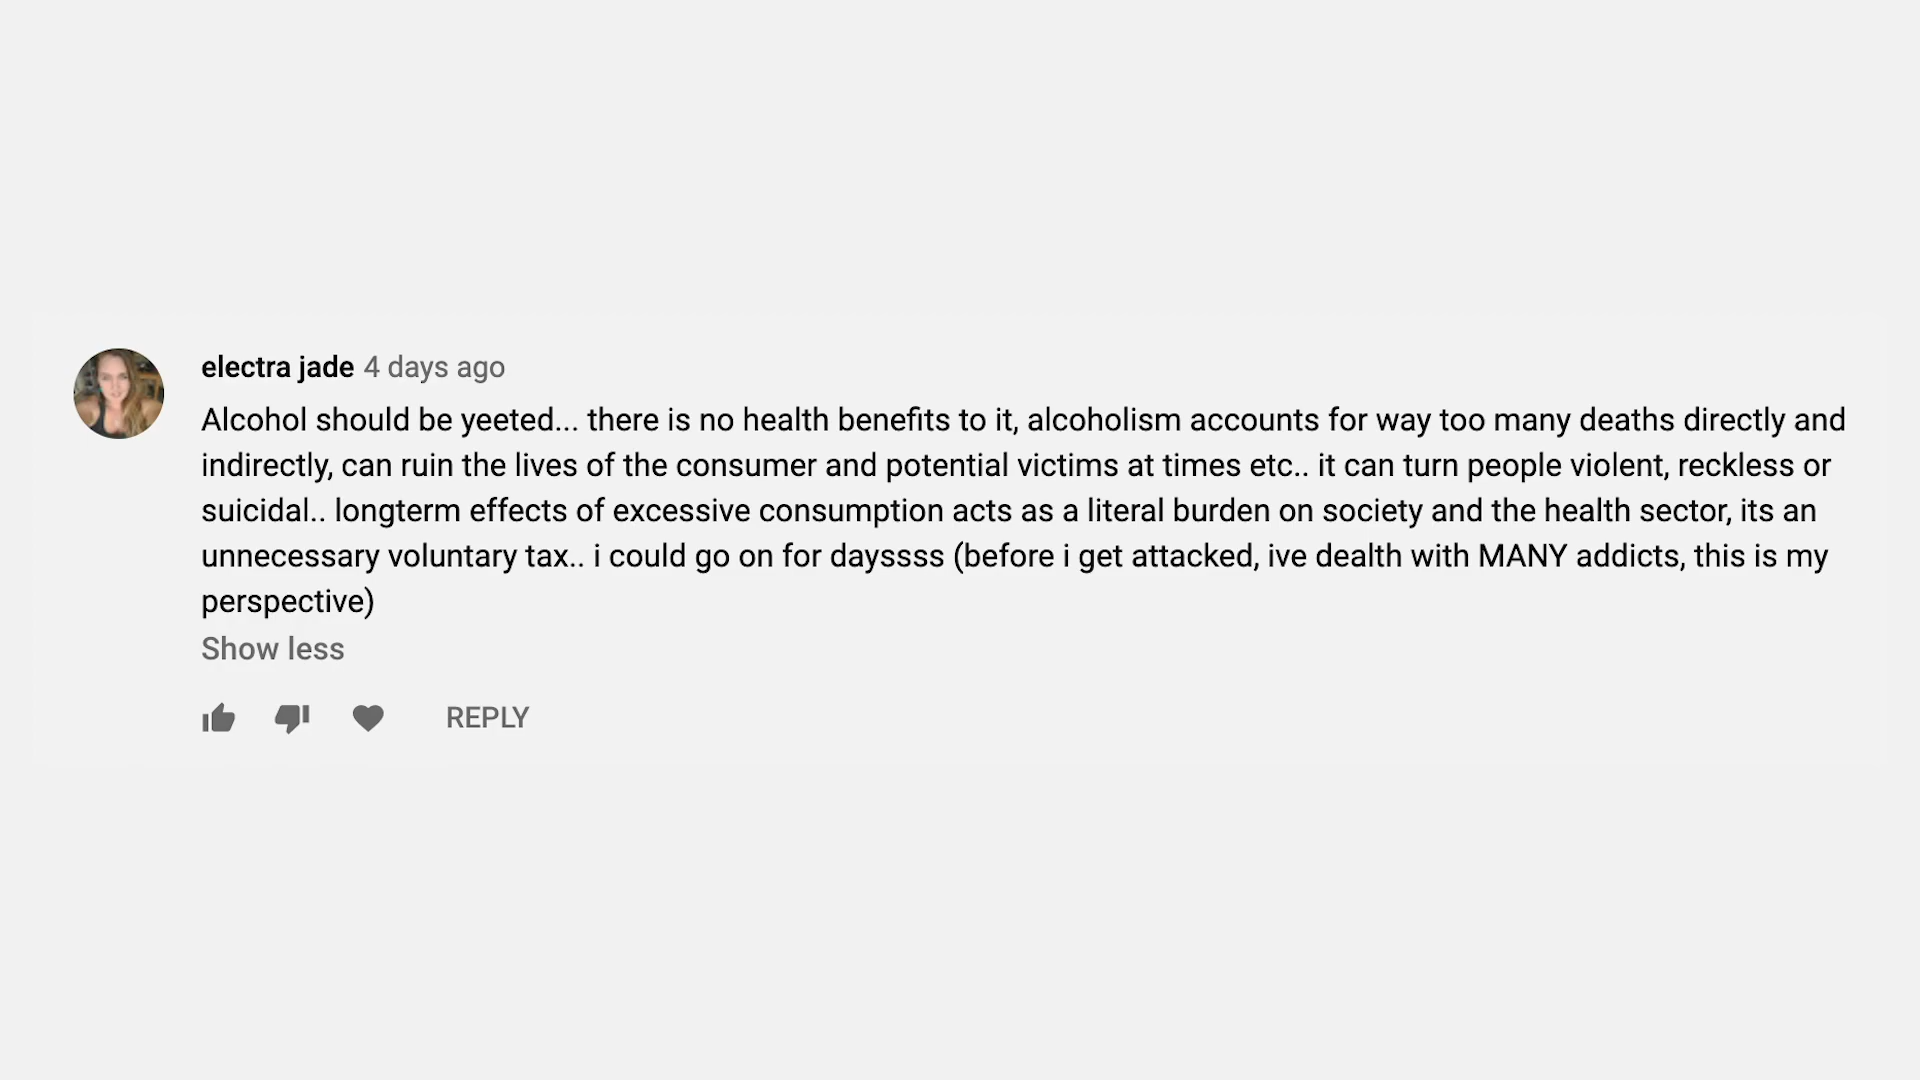 electra jade 4 days ago
Alcohol should be yeeted... there is no health benefits to it, alcoholism accounts for way too many deaths directly and
indirectly, can ruin the lives of the consumer and potential victims at times etc.. it can turn people violent, reckless or
suicidal.. longterm effects of excessive consumption acts as a literal burden on society and the health sector, its an
unnecessary voluntary tax.. i could go on for dayssss (before i get attacked, ive dealth with MANY addicts, this is my
perspective)
Show less
REPLY